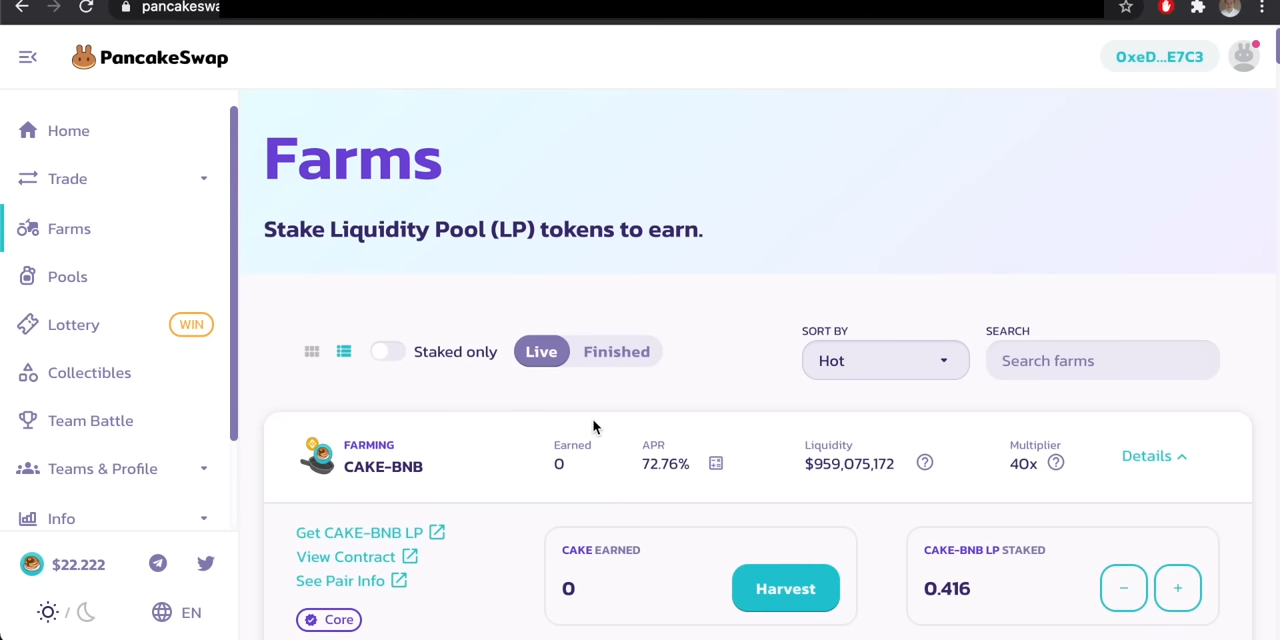 pancakeswa
PancakeSwap
0xeD...E7C3
Home
Trade
Farms
Pools
Lottery WIN
Collectibles
Team Battle
Teams & Profile
Info
$22.222
/ EN
Farms
Stake Liquidity Pool (LP) tokens to earn.
Staked only Live Finished
SORT BY
Hot
SEARCH
Search farms
FARMING
CAKE-BNB
Earned
0
APR
72.76%
Liquidity
$959,075,172
Multiplier
40x
Details
Get CAKE-BNB LP
View Contract
See Pair Info
Core
CAKE EARNED
0
Harvest
CAKE-BNB LP STAKED
0.416
− +